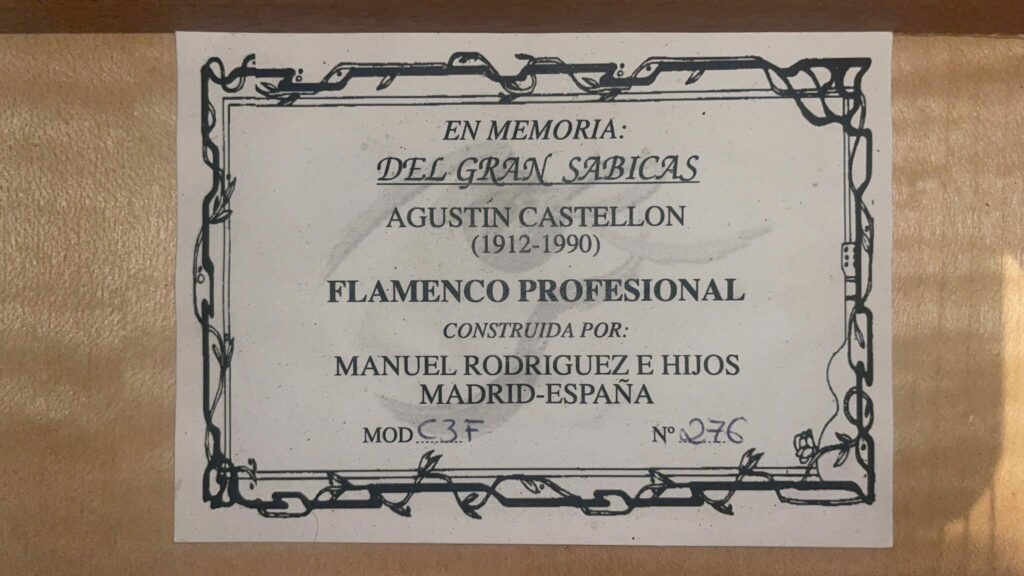 EN MEMORIA:
DEL GRAN SABICAS
AGUSTÍN CASTELLON
(1912-1990)
FLAMENCO PROFESIONAL
CONSTRUIDA POR:
MANUEL RODRIGUEZ E HIJOS
MADRID-ESPAÑA
MOD. C3F Nº 276